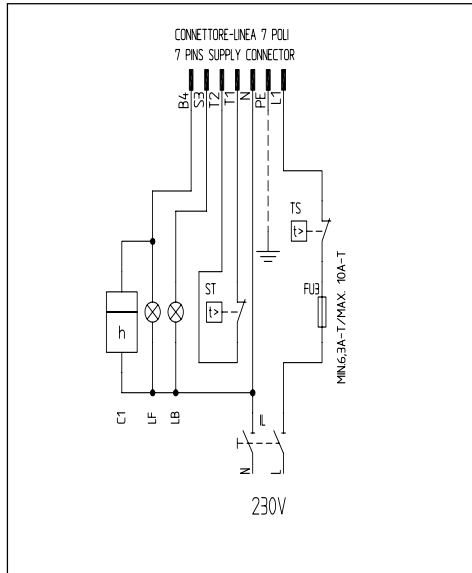 CONNETTORE-LINEA 7 POLI
7 PINS SUPPLY CONNECTOR
B4
S3
T2
T1
N
PE
L1
TS
t>
FU3
MIN.6,3A-T/MAX. 10A-T
ST
t>
h
C1
LF
LB
IL
N
L
230V